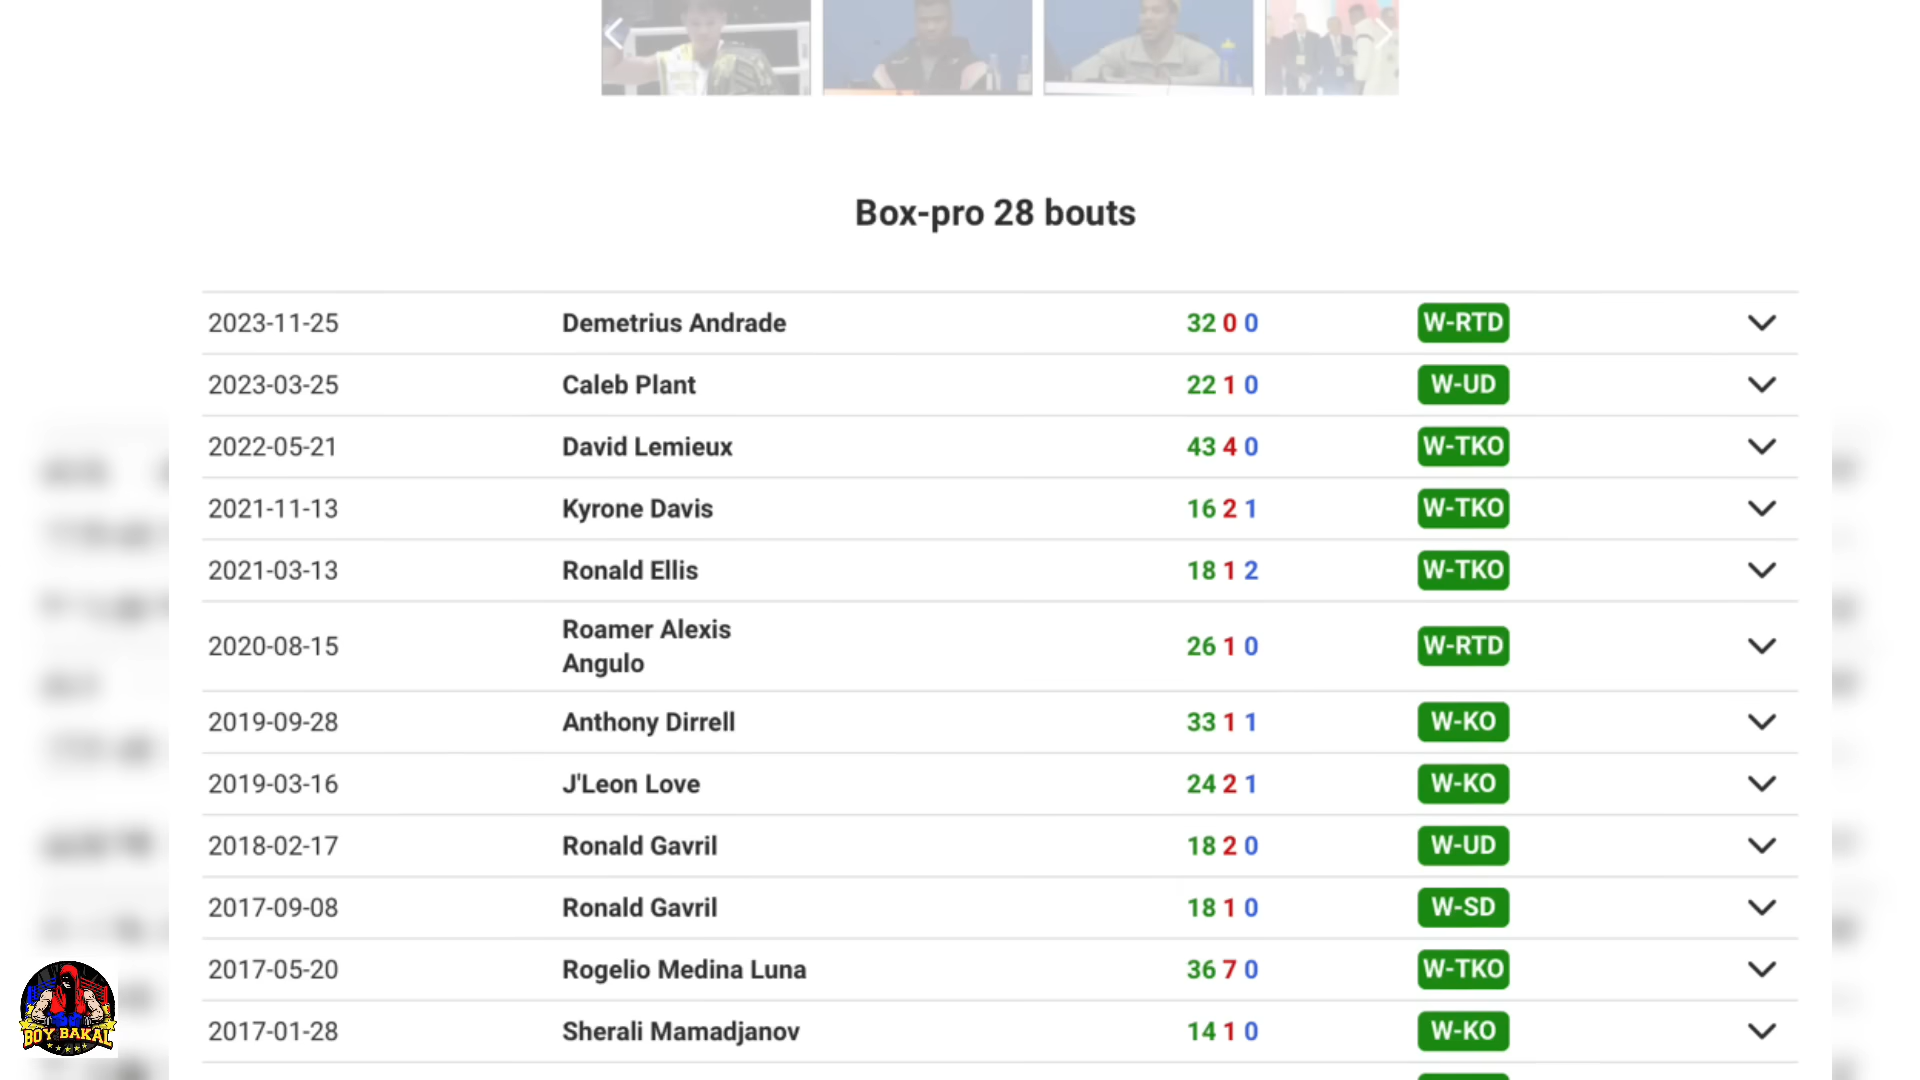 Box-pro 28 bouts
2023-11-25 Demetrius Andrade 32 0 0 W-RTD
2023-03-25 Caleb Plant 22 1 0 W-UD
2022-05-21 David Lemieux 43 4 0 W-TKO
2021-11-13 Kyrone Davis 16 2 1 W-TKO
2021-03-13 Ronald Ellis 18 1 2 W-TKO
2020-08-15 Roamer Alexis Angulo 26 1 0 W-RTD
2019-09-28 Anthony Dirrell 33 1 1 W-KO
2019-03-16 J'Leon Love 24 2 1 W-KO
2018-02-17 Ronald Gavril 18 2 0 W-UD
2017-09-08 Ronald Gavril 18 1 0 W-SD
2017-05-20 Rogelio Medina Luna 36 7 0 W-TKO
2017-01-28 Sherali Mamadjanov 14 1 0 W-KO
BOY BAKAL